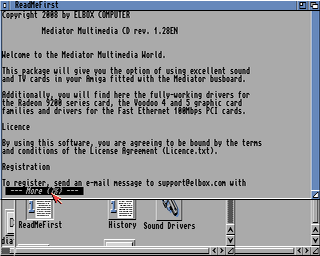 ReadMeFirst
Copyright 2008 by ELBOX COMPUTER
Mediator Multimedia CD rev. 1.28EN
Welcome to the Mediator Multimedia World.
This package will give you the option of using excellent sound
and TV cards in your Amiga fitted with the Mediator busboard.
Additionally, you will find here the fully-working drivers for
the Radeon 9200 series card, the Voodoo 4 and 5 graphic card
families and drivers for the Fast Ethernet 100Mbps PCI cards.
Licence
By using this software, you are agreeing to be bound by the terms
and conditions of the License Agreement (Licence.txt).
Registration
To register, send an e-mail message to support@elbox.com with
--- More
ReadMeFirst
History
Sound Drivers